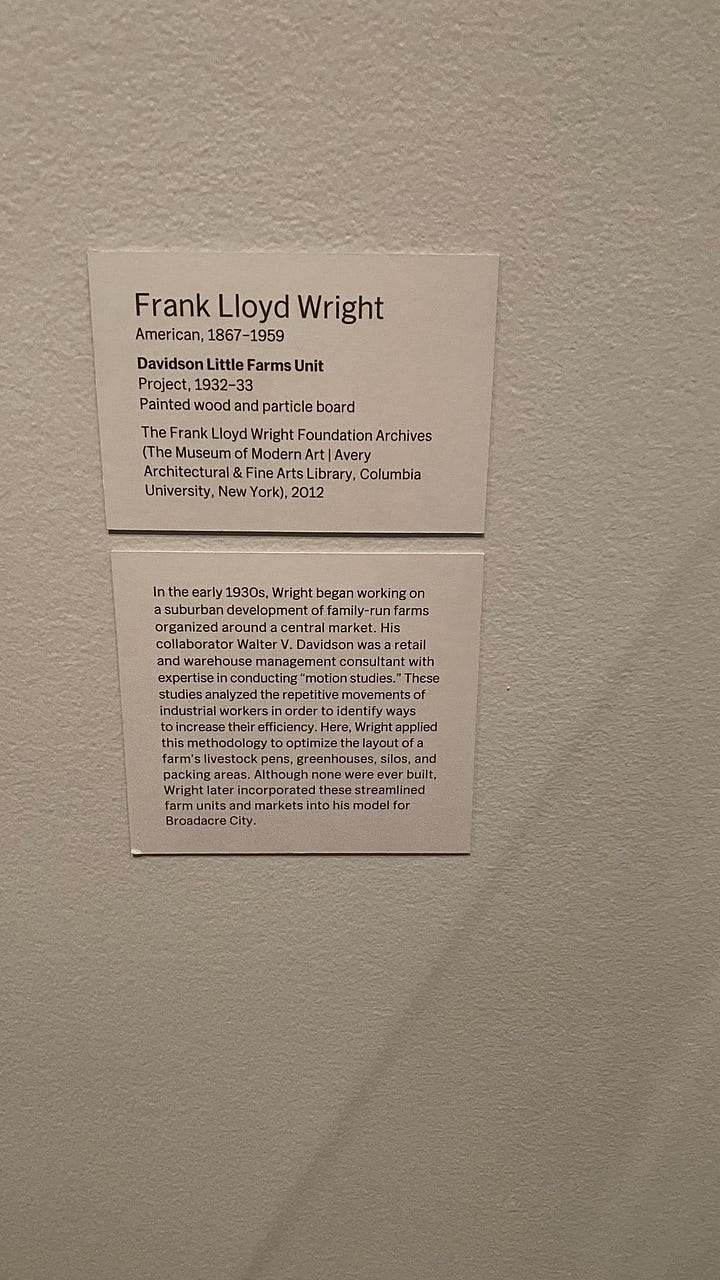 Frank Lloyd Wright
American, 1867–1959
Davidson Little Farms Unit
Project, 1932–33
Painted wood and particle board
The Frank Lloyd Wright Foundation Archives
(The Museum of Modern Art | Avery
Architectural & Fine Arts Library, Columbia
University, New York), 2012
In the early 1930s, Wright began working on
a suburban development of family-run farms
organized around a central market. His
collaborator Walter V. Davidson was a retail
and warehouse management consultant with
expertise in conducting “motion studies.” These
studies analyzed the repetitive movements of
industrial workers in order to identify ways
to increase their efficiency. Here, Wright applied
this methodology to optimize the layout of a
farm's livestock pens, greenhouses, silos, and
packing areas. Although none were ever built,
Wright later incorporated these streamlined
farm units and markets into his model for
Broadacre City.